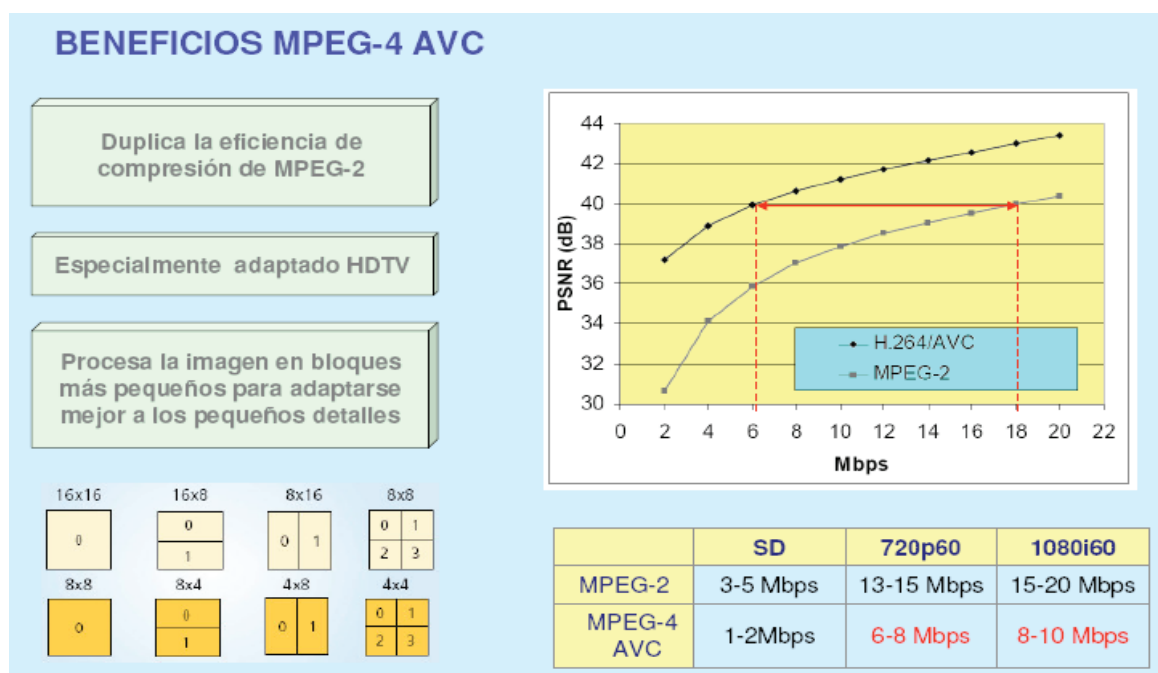 BENEFICIOS MPEG-4 AVC
Duplica la eficiencia de
compresión de MPEG-2
Especialmente adaptado HDTV
Procesa la imagen en bloques
más pequeños para adaptarse
mejor a los pequeños detalles
16x16 16x8 8x16 8x8
0
0
1
0 1
0 1
2 3
8x8 8x4 4x8 4x4
0
0
1
0 1
0 1
2 3
PSNR (dB)
44
42
40
38
36
34
32
30
H.264/AVC
MPEG-2
0 2 4 6 8 10 12 14 16 18 20 22
Mbps
SD 720p60 1080i60
MPEG-2 3-5 Mbps 13-15 Mbps 15-20 Mbps
MPEG-4
AVC
1-2Mbps 6-8 Mbps 8-10 Mbps